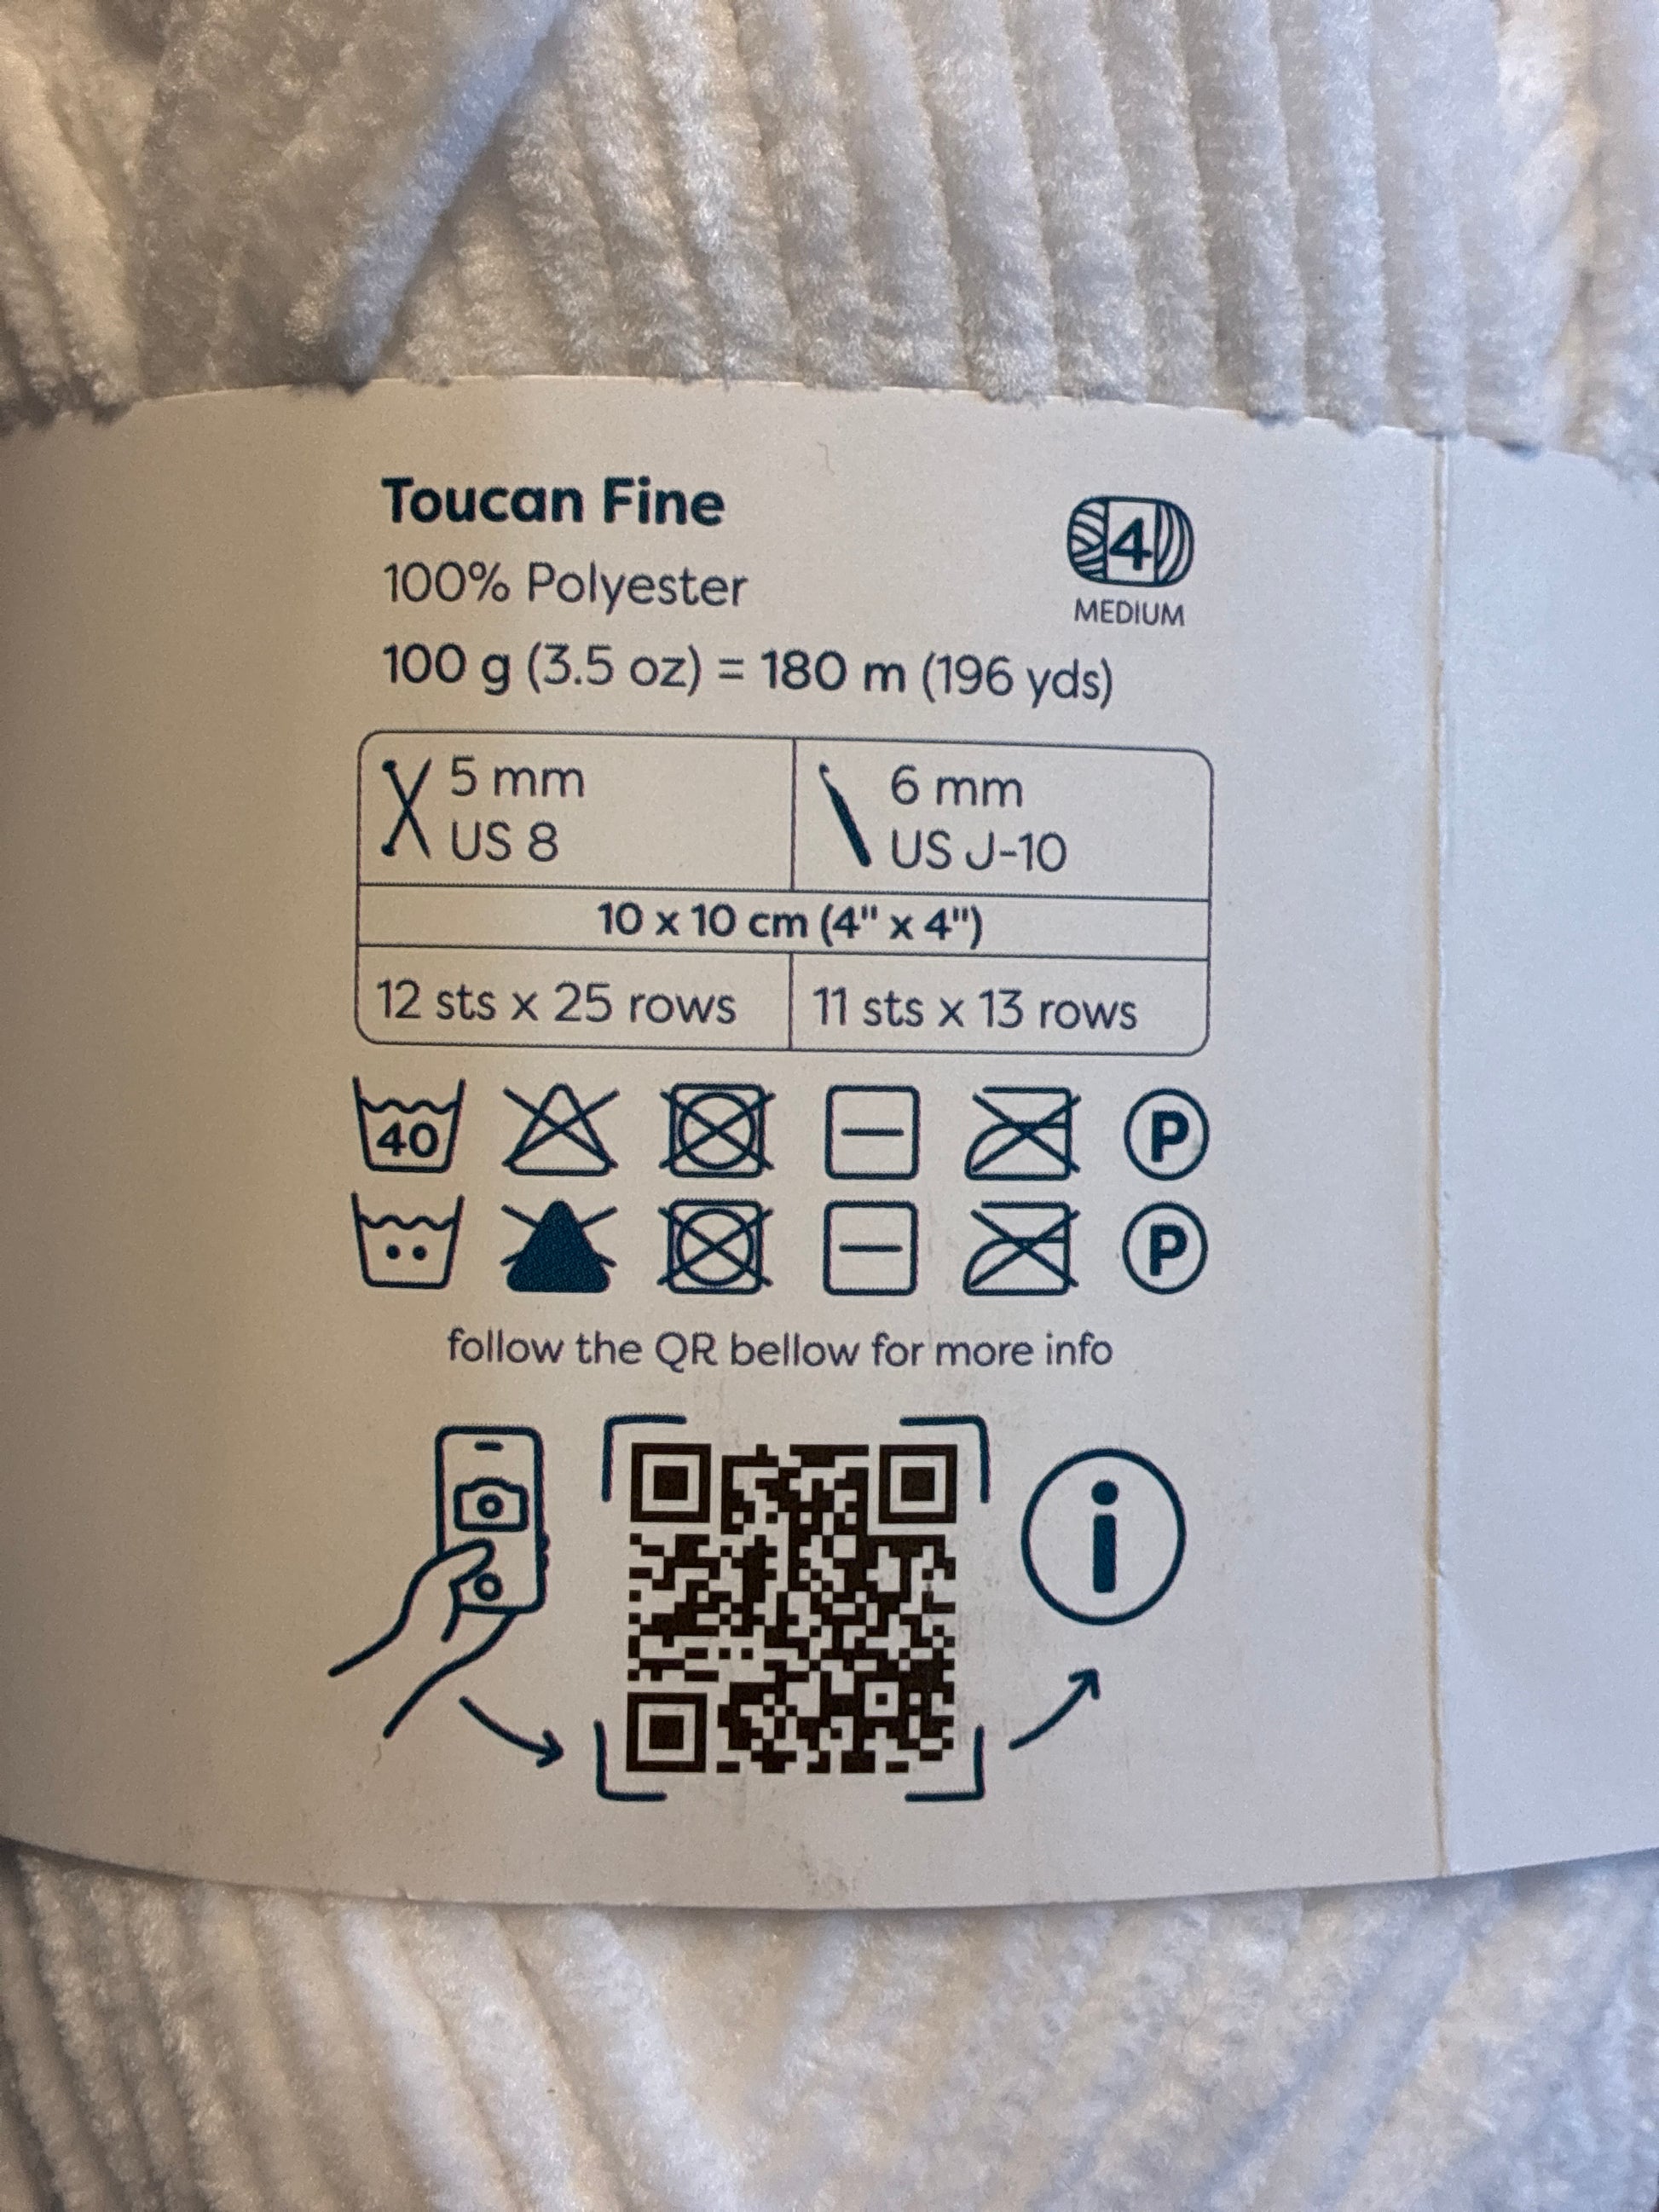 Toucan Fine
100% Polyester
4
MEDIUM
100 g (3.5 oz) = 180 m (196 yds)
5 mm
US 8
6 mm
US J-10
10 x 10 cm (4" x 4")
12 sts x 25 rows
11 sts x 13 rows
40
P
P
follow the QR bellow for more info
i